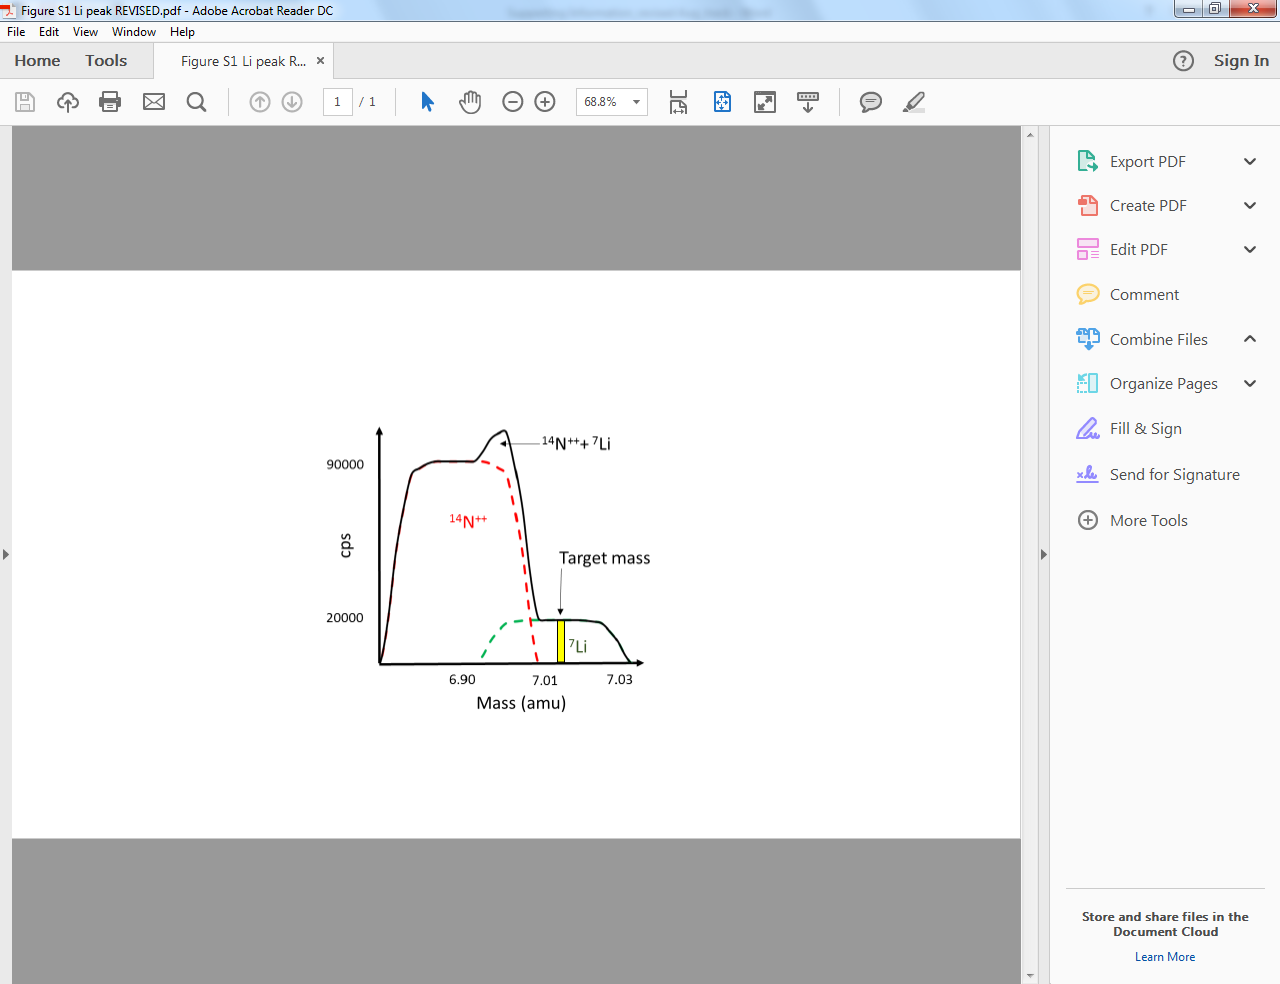 Figure S1 Li peak REVISED.pdf - Adobe Acrobat Reader DC
File Edit View Window Help
Home Tools Figure S1 Li peak R... × ? Sign In
1 / 1 68.8%
Export PDF
Create PDF
Edit PDF
Comment
Combine Files
Organize Pages
Fill & Sign
Send for Signature
More Tools
¹⁴N⁺⁺+ ⁷Li
90000
¹⁴N⁺⁺
cps
Target mass
20000
⁷Li
6.90 7.01 7.03
Mass (amu)
Store and share files in the
Document Cloud
Learn More